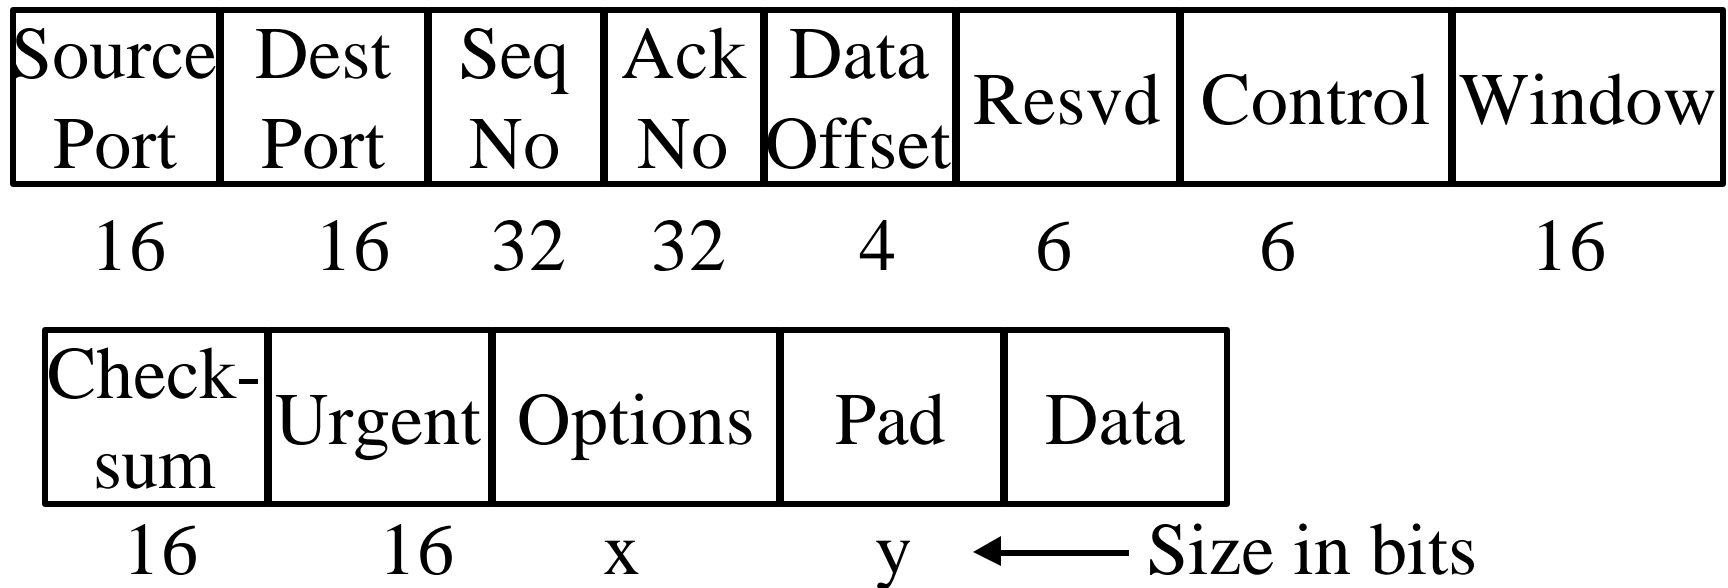 Source Dest Seq Ack Data
Port Port No No Offset Resvd Control Window
16 16 32 32 4 6 6 16
Check-
sum Urgent Options Pad Data
16 16 x y Size in bits